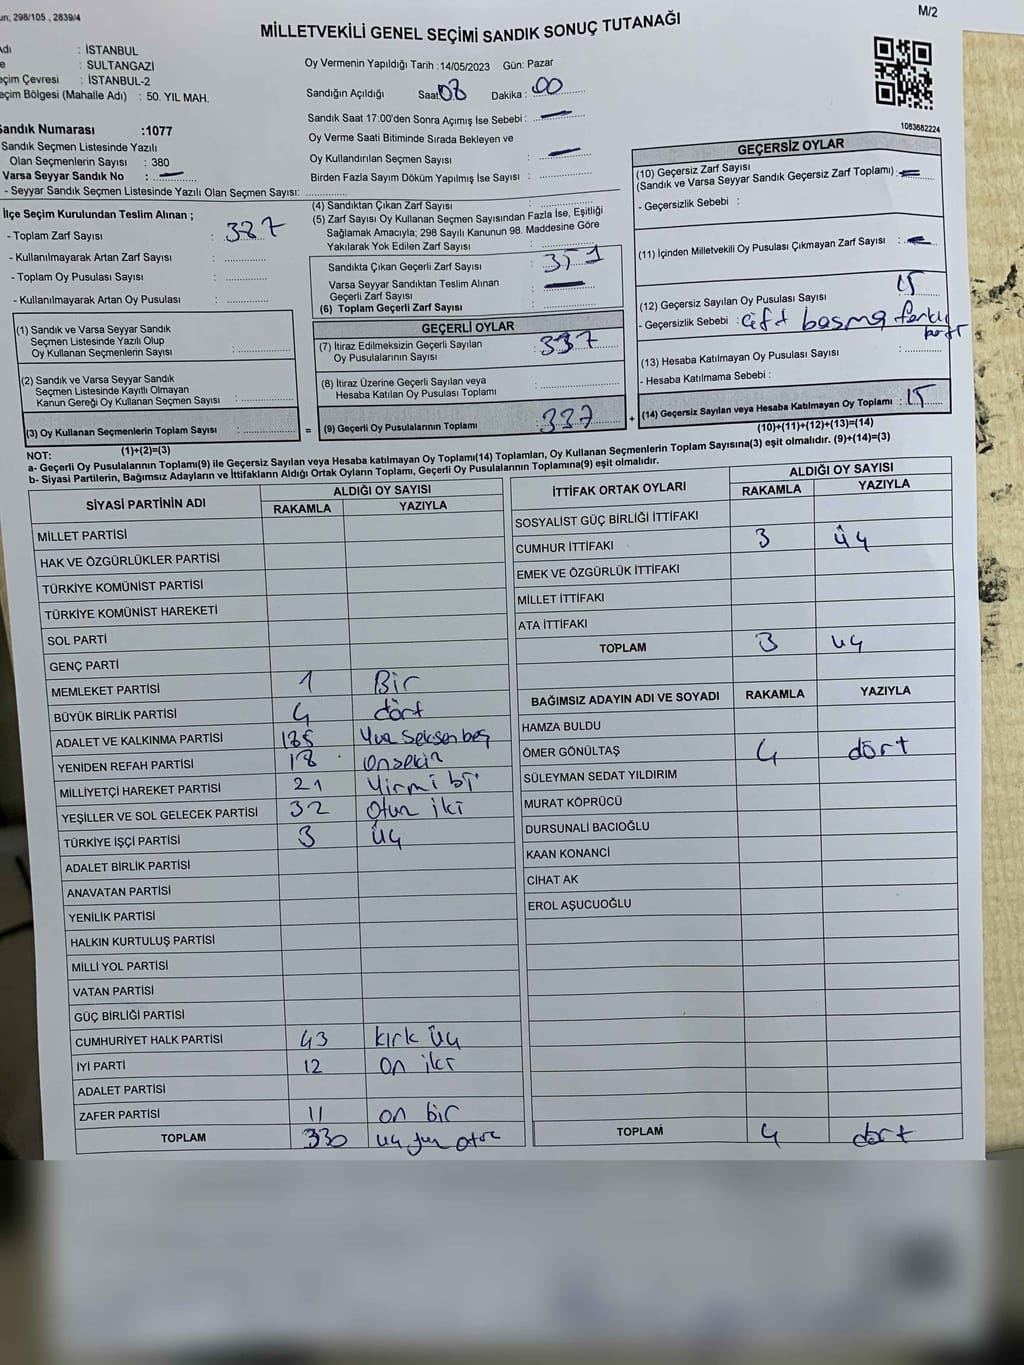 un; 298/105 , 2839/4
M/2
MİLLETVEKİLİ GENEL SEÇİMİ SANDIK SONUÇ TUTANAĞI
dı : İSTANBUL
e : SULTANGAZİ
eçim Çevresi : İSTANBUL-2
eçim Bölgesi (Mahalle Adı) : 50. YIL MAH.
Oy Vermenin Yapıldığı Tarih :14/05/2023 Gün: Pazar
Sandığın Açıldığı Saat: 08 Dakika : 00
Sandık Saat 17:00'den Sonra Açımış İse Sebebi :
Oy Verme Saati Bitiminde Sırada Bekleyen ve
Oy Kullandırılan Seçmen Sayısı :
Birden Fazla Sayım Döküm Yapılmış İse Sayısı :
1083682224
Sandık Numarası :1077
Sandık Seçmen Listesinde Yazılı
Olan Seçmenlerin Sayısı : 380
Varsa Seyyar Sandık No :
- Seyyar Sandık Seçmen Listesinde Yazılı Olan Seçmen Sayısı:
İlçe Seçim Kurulundan Teslim Alınan ;
- Toplam Zarf Sayısı : 387
- Kullanılmayarak Artan Zarf Sayısı :
- Toplam Oy Pusulası Sayısı :
- Kullanılmayarak Artan Oy Pusulası :
(1) Sandık ve Varsa Seyyar Sandık
Seçmen Listesinde Yazılı Olup
Oy Kullanan Seçmenlerin Sayısı :
(2) Sandık ve Varsa Seyyar Sandık
Seçmen Listesinde Kayıtlı Olmayan
Kanun Gereği Oy Kullanan Seçmen Sayısı :
(3) Oy Kullanan Seçmenlerin Toplam Sayısı : =
(1)+(2)=(3)
(4) Sandıktan Çıkan Zarf Sayısı :
(5) Zarf Sayısı Oy Kullanan Seçmen Sayısından Fazla İse, Eşitliği
Sağlamak Amacıyla; 298 Sayılı Kanunun 98. Maddesine Göre
Yakılarak Yok Edilen Zarf Sayısı :
Sandıkta Çıkan Geçerli Zarf Sayısı : 351
Varsa Seyyar Sandıktan Teslim Alınan
Geçerli Zarf Sayısı :
(6) Toplam Geçerli Zarf Sayısı :
GEÇERLİ OYLAR
(7) İtiraz Edilmeksizin Geçerli Sayılan
Oy Pusulalarının Sayısı : 337
(8) İtiraz Üzerine Geçerli Sayılan veya
Hesaba Katılan Oy Pusulası Toplamı :
(9) Geçerli Oy Pusulalarının Toplamı : 337 +
GEÇERSİZ OYLAR
(10) Geçersiz Zarf Sayısı
(Sandık ve Varsa Seyyar Sandık Geçersiz Zarf Toplamı) :
- Geçersizlik Sebebi :
(11) İçinden Milletvekili Oy Pusulası Çıkmayan Zarf Sayısı :
(12) Geçersiz Sayılan Oy Pusulası Sayısı : 15
- Geçersizlik Sebebi : Çift basma farklı
(13) Hesaba Katılmayan Oy Pusulası Sayısı :
- Hesaba Katılmama Sebebi :
(14) Geçersiz Sayılan veya Hesaba Katılmayan Oy Toplamı : 15
(10)+(11)+(12)+(13)=(14)
NOT:
a- Geçerli Oy Pusulalarının Toplamı(9) ile Geçersiz Sayılan veya Hesaba katılmayan Oy Toplamı(14) Toplamları, Oy Kullanan Seçmenlerin Toplam Sayısına(3) eşit olmalıdır. (9)+(14)=(3)
b- Siyasi Partilerin, Bağımsız Adayların ve İttifakların Aldığı Ortak Oyların Toplamı, Geçerli Oy Pusulalarının Toplamına(9) eşit olmalıdır.
SİYASİ PARTİNİN ADI
ALDIĞI OY SAYISI
RAKAMLA YAZIYLA
MİLLET PARTİSİ
HAK VE ÖZGÜRLÜKLER PARTİSİ
TÜRKİYE KOMÜNİST PARTİSİ
TÜRKİYE KOMÜNİST HAREKETİ
SOL PARTİ
GENÇ PARTİ
MEMLEKET PARTİSİ 1 Bir
BÜYÜK BİRLİK PARTİSİ 4 dört
ADALET VE KALKINMA PARTİSİ 185 Yüz seksen beş
YENİDEN REFAH PARTİSİ 18 onsekiz
MİLLİYETÇİ HAREKET PARTİSİ 21 Yirmi bir
YEŞİLLER VE SOL GELECEK PARTİSİ 32 Otuz iki
TÜRKİYE İŞÇİ PARTİSİ 3 üç
ADALET BİRLİK PARTİSİ
ANAVATAN PARTİSİ
YENİLİK PARTİSİ
HALKIN KURTULUŞ PARTİSİ
MİLLİ YOL PARTİSİ
VATAN PARTİSİ
GÜÇ BİRLİĞİ PARTİSİ
CUMHURİYET HALK PARTİSİ 43 kırk üç
İYİ PARTİ 12 on iki
ADALET PARTİSİ
ZAFER PARTİSİ 11 on bir
TOPLAM 330 üç yüz otuz
İTTİFAK ORTAK OYLARI
ALDIĞI OY SAYISI
RAKAMLA YAZIYLA
SOSYALİST GÜÇ BİRLİĞİ İTTİFAKI
CUMHUR İTTİFAKI 3 üç
EMEK VE ÖZGÜRLÜK İTTİFAKI
MİLLET İTTİFAKI
ATA İTTİFAKI
TOPLAM 3 üç
BAĞIMSIZ ADAYIN ADI VE SOYADI RAKAMLA YAZIYLA
HAMZA BULDU
ÖMER GÖNÜLTAŞ 4 dört
SÜLEYMAN SEDAT YILDIRIM
MURAT KÖPRÜCÜ
DURSUNALİ BACIOĞLU
KAAN KONANCİ
CİHAT AK
EROL AŞUCUOĞLU
TOPLAM 4 dört